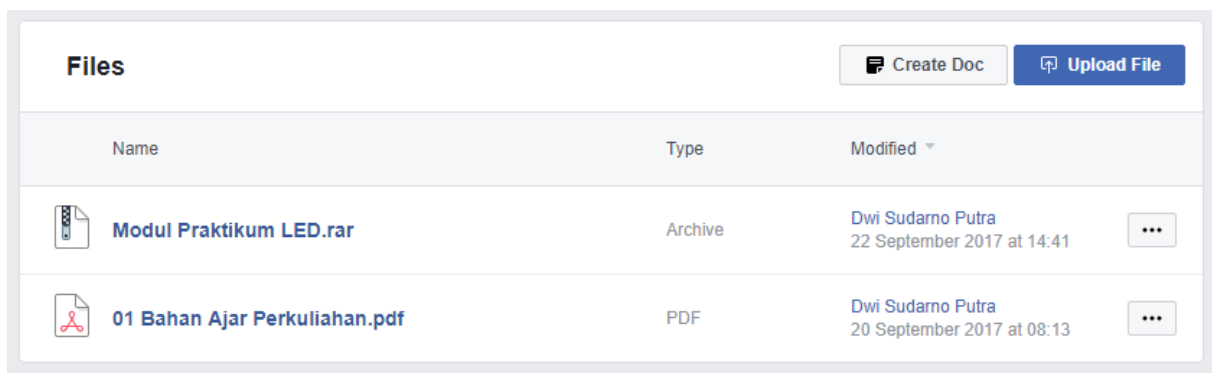 Files
Create Doc
Upload File
Name Type Modified
Modul Praktikum LED.rar Archive Dwi Sudarno Putra
22 September 2017 at 14:41
01 Bahan Ajar Perkuliahan.pdf PDF Dwi Sudarno Putra
20 September 2017 at 08:13